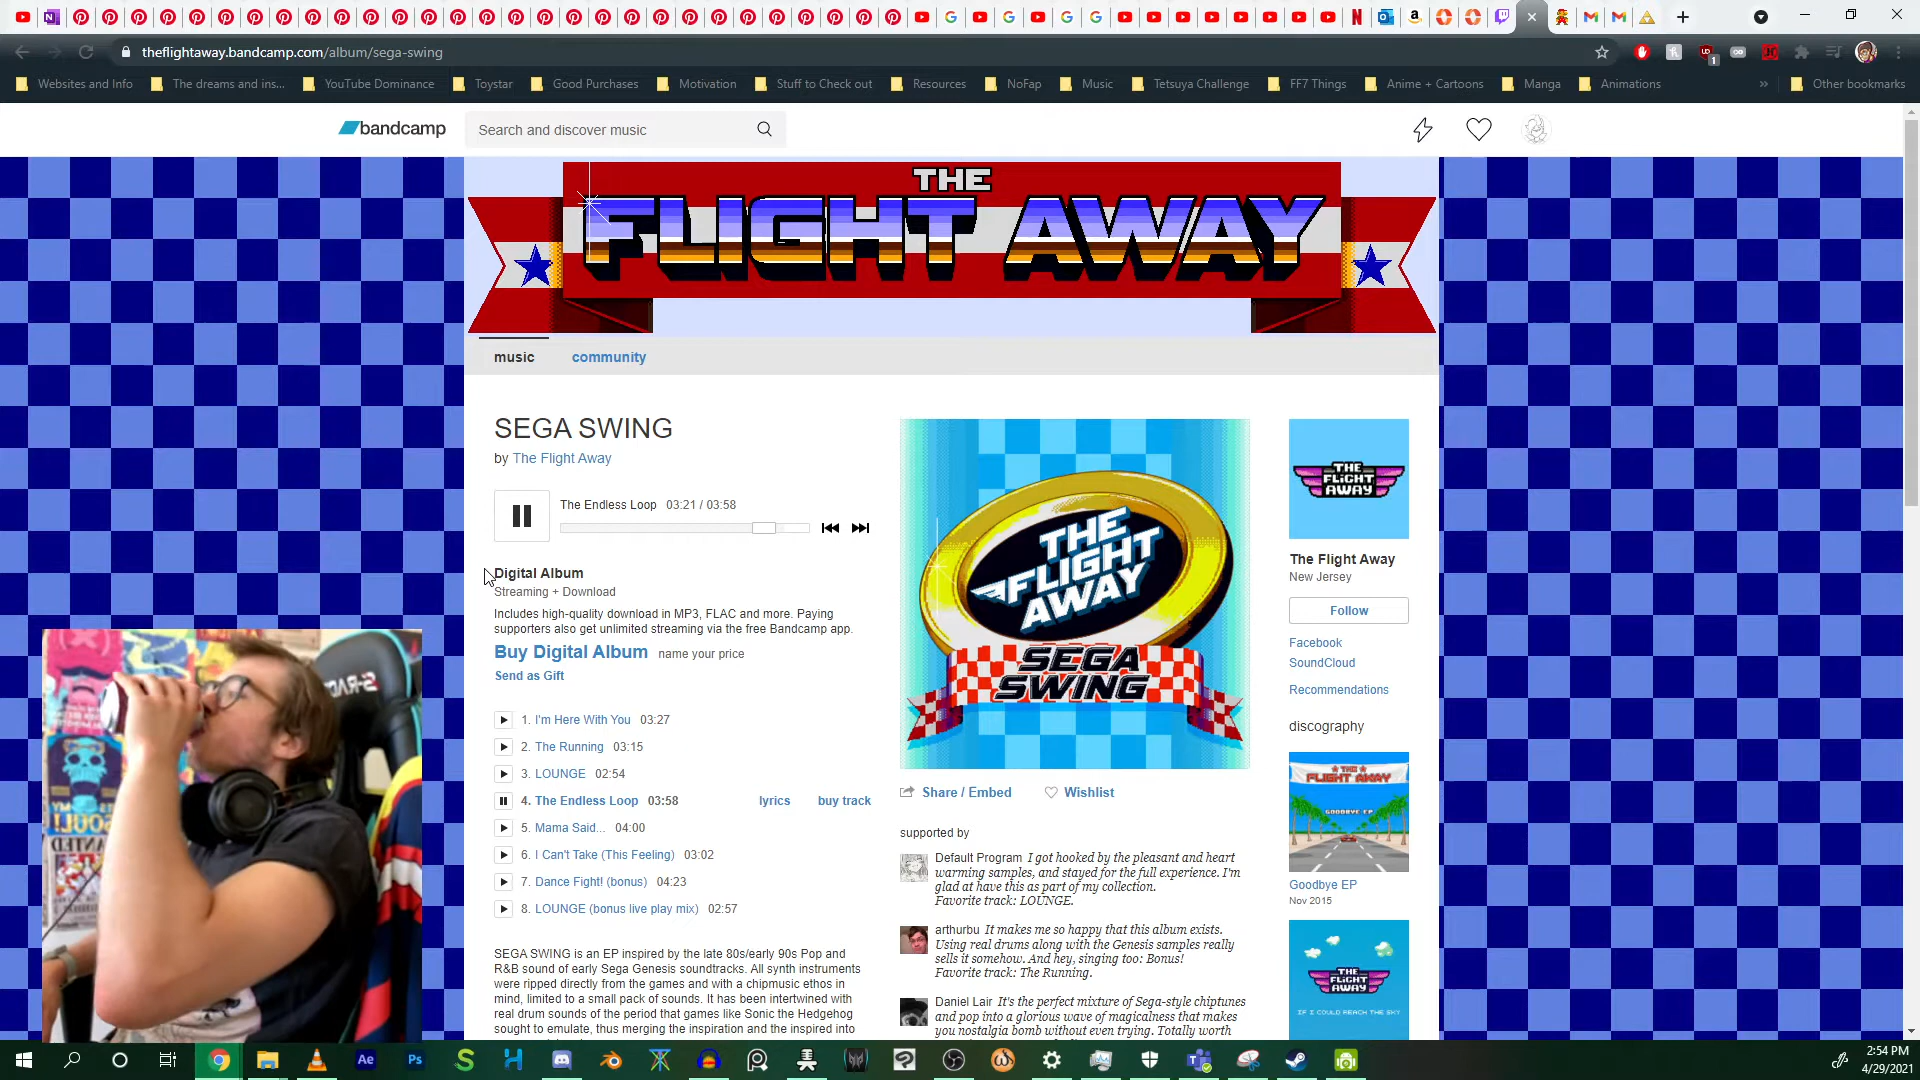 theflightaway.bandcamp.com/album/sega-swing
1
Websites and Info
The dreams and ins...
YouTube Dominance
Toystar
Good Purchases
Motivation
Stuff to Check out
Resources
NoFap
Music
Tetsuya Challenge
FF7 Things
Anime + Cartoons
Manga
Animations
»
Other bookmarks
bandcamp
Search and discover music
THE
FLIGHT AWAY
music
community
SEGA SWING
by The Flight Away
The Endless Loop 03:21 / 03:58
Digital Album
Streaming + Download
Includes high-quality download in MP3, FLAC and more. Paying
supporters also get unlimited streaming via the free Bandcamp app.
Buy Digital Album name your price
Send as Gift
1. I'm Here With You 03:27
2. The Running 03:15
3. LOUNGE 02:54
4. The Endless Loop 03:58 lyrics buy track
5. Mama Said... 04:00
6. I Can't Take (This Feeling) 03:02
7. Dance Fight! (bonus) 04:23
8. LOUNGE (bonus live play mix) 02:57
SEGA SWING is an EP inspired by the late 80s/early 90s Pop and
R&B sound of early Sega Genesis soundtracks. All synth instruments
were ripped directly from the games and with a chipmusic ethos in
mind, limited to a small pack of sounds. It has been intertwined with
real drum sounds of the period that games like Sonic the Hedgehog
sought to emulate, thus merging the inspiration and the inspired into
THE
FLIGHT
AWAY
SEGA
SWING
Share / Embed
Wishlist
supported by
Default Program I got hooked by the pleasant and heart
warming samples, and stayed for the full experience. I'm
glad at have this as part of my collection.
Favorite track: LOUNGE.
arthurbu It makes me so happy that this album exists.
Using real drums along with the Genesis samples really
sells it somehow. And hey, singing too: Bonus!
Favorite track: The Running.
Daniel Lair It's the perfect mixture of Sega-style chiptunes
and pop into a glorious wave of magicalness that makes
you nostalgia bomb without even trying. Totally worth
THE
FLIGHT
AWAY
The Flight Away
New Jersey
Follow
Facebook
SoundCloud
Recommendations
discography
THE
FLIGHT AWAY
GOODBYE EP
Goodbye EP
Nov 2015
THE
FLIGHT
AWAY
IF I COULD REACH THE SKY
2:54 PM
4/29/2021